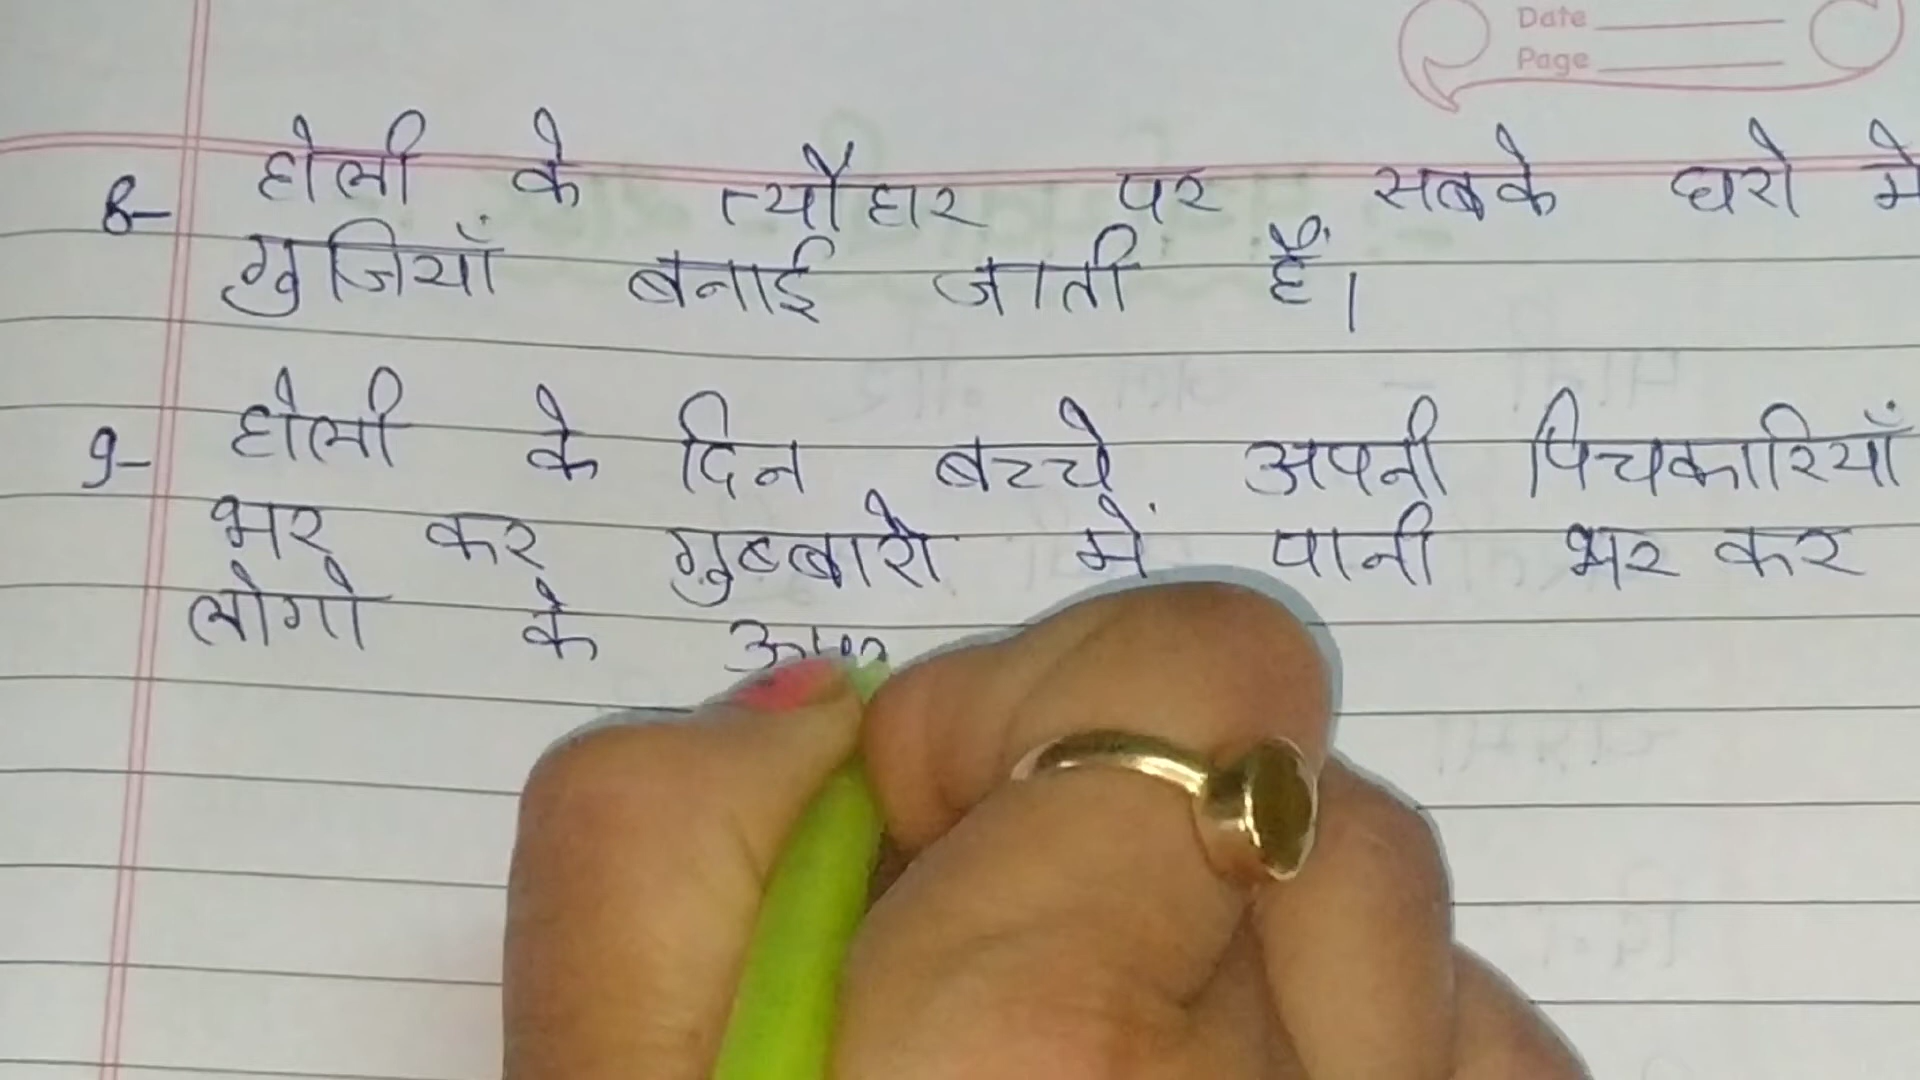 Date
Page
8- होली के त्यौहार पर सबके घरो मे
गुजियाँ बनाई जाती हैं।
9- होली के दिन बच्चे अपनी पिचकारियाँ
भर कर गुब्बारो में पानी भर कर
लोगो के